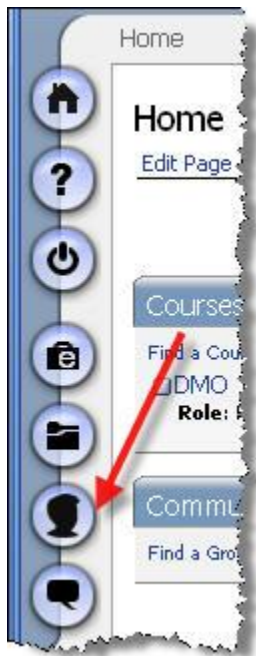 Home
Home
Edit Page
?
Courses
Find a Cou
DMO
Role:
e
Commu
Find a Gro